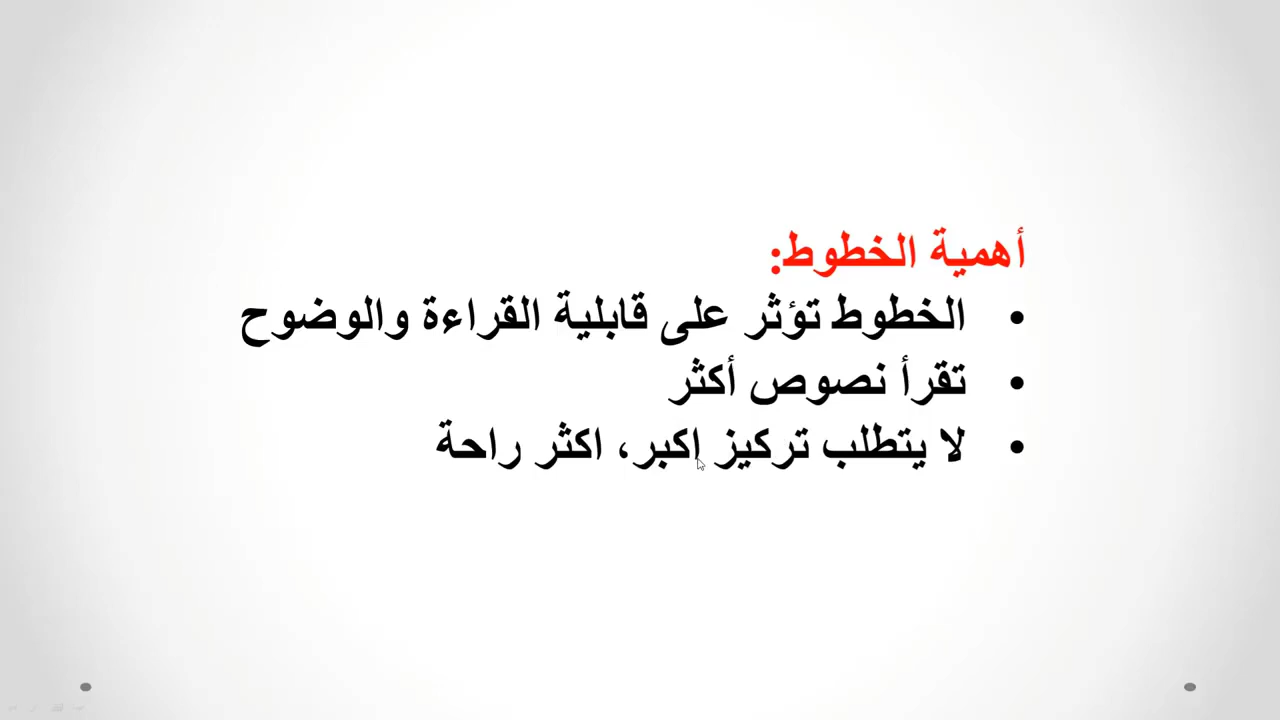 أهمية الخطوط:
• الخطوط تؤثر على قابلية القراءة والوضوح
• تقرأ نصوص أكثر
• لا يتطلب تركيز اكبر، اكثر راحة